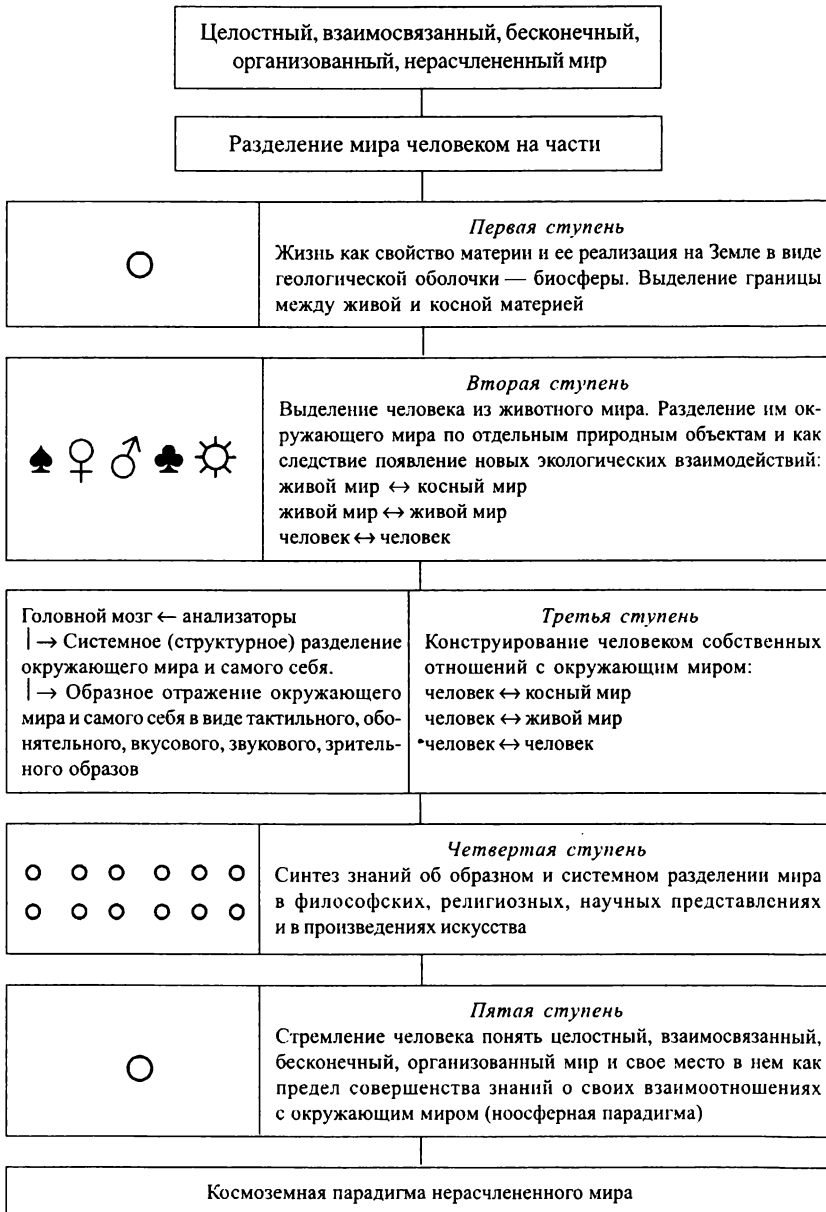 Целостный, взаимосвязанный, бесконечный,
организованный, нерасчлененный мир
Разделение мира человеком на части
Первая ступень
Жизнь как свойство материи и ее реализация на Земле в виде
геологической оболочки — биосферы. Выделение границы
между живой и косной материей
Вторая ступень
Выделение человека из животного мира. Разделение им ок-
ружающего мира по отдельным природным объектам и как
следствие появление новых экологических взаимодействий:
живой мир ↔ косный мир
живой мир ↔ живой мир
человек ↔ человек
Головной мозг ← анализаторы
|→ Системное (структурное) разделение
окружающего мира и самого себя.
|→ Образное отражение окружающего
мира и самого себя в виде тактильного, обо-
нятельного, вкусового, звукового, зритель-
ного образов
Третья ступень
Конструирование человеком собственных
отношений с окружающим миром:
человек ↔ косный мир
человек ↔ живой мир
человек ↔ человек
Четвертая ступень
Синтез знаний об образном и системном разделении мира
в философских, религиозных, научных представлениях
и в произведениях искусства
Пятая ступень
Стремление человека понять целостный, взаимосвязанный,
бесконечный, организованный мир и свое место в нем как
предел совершенства знаний о своих взаимоотношениях
с окружающим миром (ноосферная парадигма)
Космоземная парадигма нерасчлененного мира